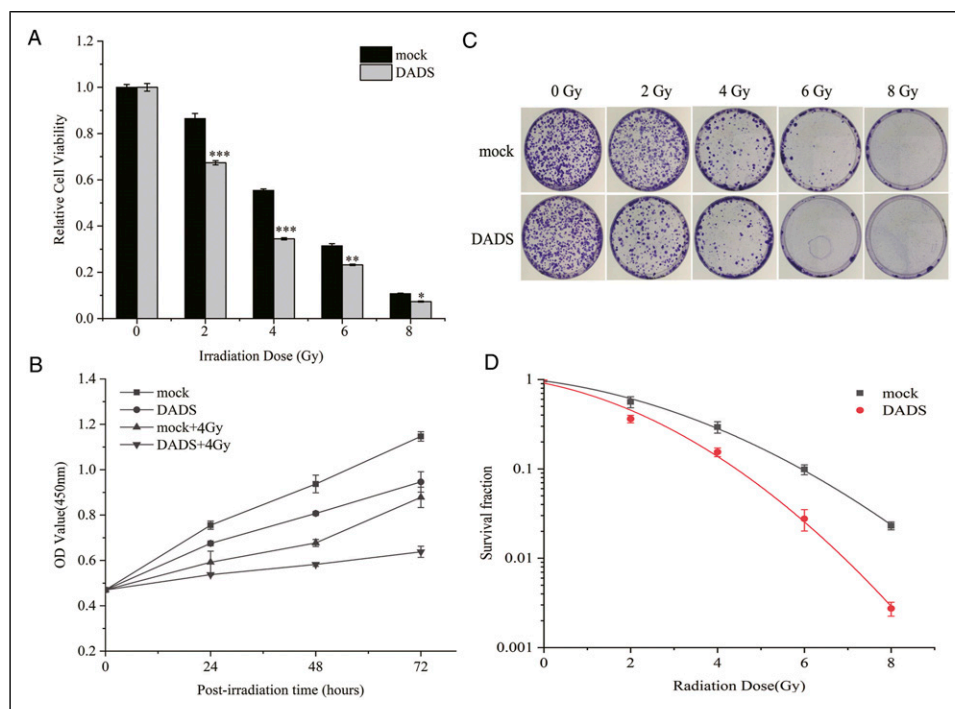 A
1.2
1.0
0.8
0.6
0.4
0.2
0.0
Relative Cell Viability
mock
DADS
***
***
**
*
0 2 4 6 8
Irradiation Dose (Gy)
B
1.4
1.2
1.0
0.8
0.6
0.4
0.2
OD Value(450nm)
mock
DADS
mock+4Gy
DADS+4Gy
0 24 48 72
Post-irradiation time (hours)
C
0 Gy 2 Gy 4 Gy 6 Gy 8 Gy
mock
DADS
D
1
0.1
0.01
0.001
Survival fraction
mock
DADS
0 2 4 6 8
Radiation Dose(Gy)